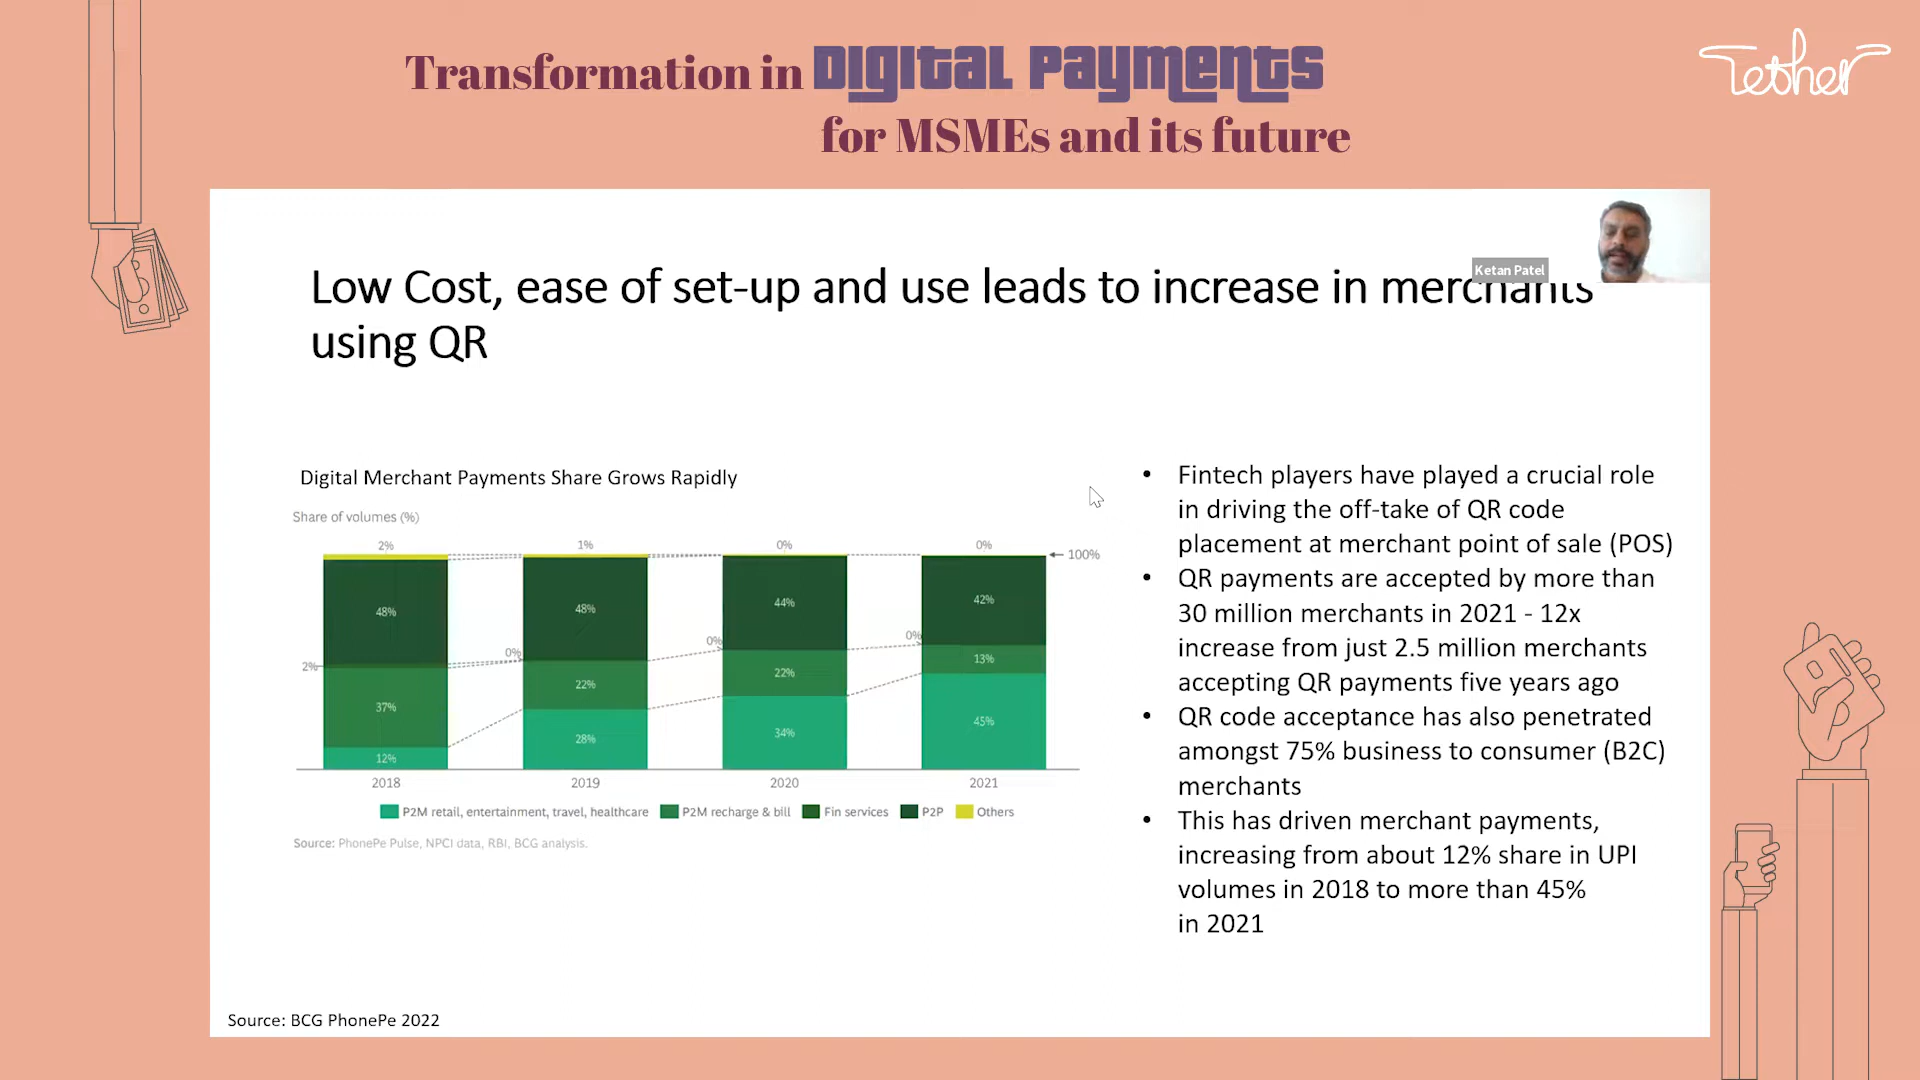 Transformation in Digital Payments
for MSMEs and its future
Tether
Ketan Patel
Low Cost, ease of set-up and use leads to increase in merchants
using QR
Digital Merchant Payments Share Grows Rapidly
Share of volumes (%)
2% 1% 0% 0%
100%
48% 48% 44% 42%
2% 0% 0% 0%
37% 22% 22% 13%
12% 28% 34% 45%
2018 2019 2020 2021
P2M retail, entertainment, travel, healthcare P2M recharge & bill Fin services P2P Others
Source: PhonePe Pulse, NPCI data, RBI, BCG analysis.
• Fintech players have played a crucial role
in driving the off-take of QR code
placement at merchant point of sale (POS)
• QR payments are accepted by more than
30 million merchants in 2021 - 12x
increase from just 2.5 million merchants
accepting QR payments five years ago
• QR code acceptance has also penetrated
amongst 75% business to consumer (B2C)
merchants
• This has driven merchant payments,
increasing from about 12% share in UPI
volumes in 2018 to more than 45%
in 2021
Source: BCG PhonePe 2022